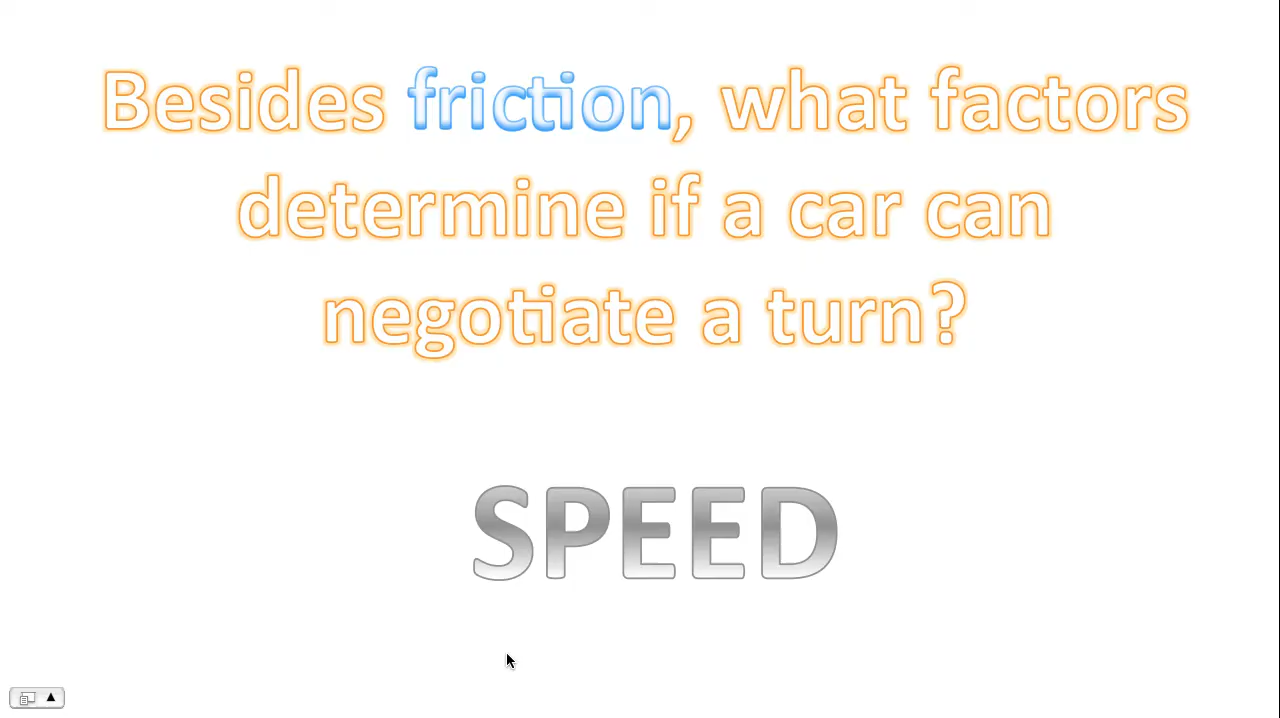 Besides friction, what factors
determine if a car can
negotiate a turn?
SPEED